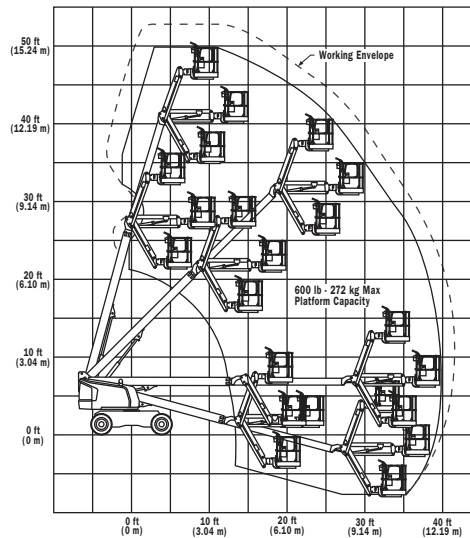 50 ft
(15.24 m)
Working Envelope
40 ft
(12.19 m)
30 ft
(9.14 m)
20 ft
(6.10 m)
600 lb - 272 kg Max
Platform Capacity
10 ft
(3.04 m)
0 ft
(0 m)
0 ft
(0 m)
10 ft
(3.04 m)
20 ft
(6.10 m)
30 ft
(9.14 m)
40 ft
(12.19 m)